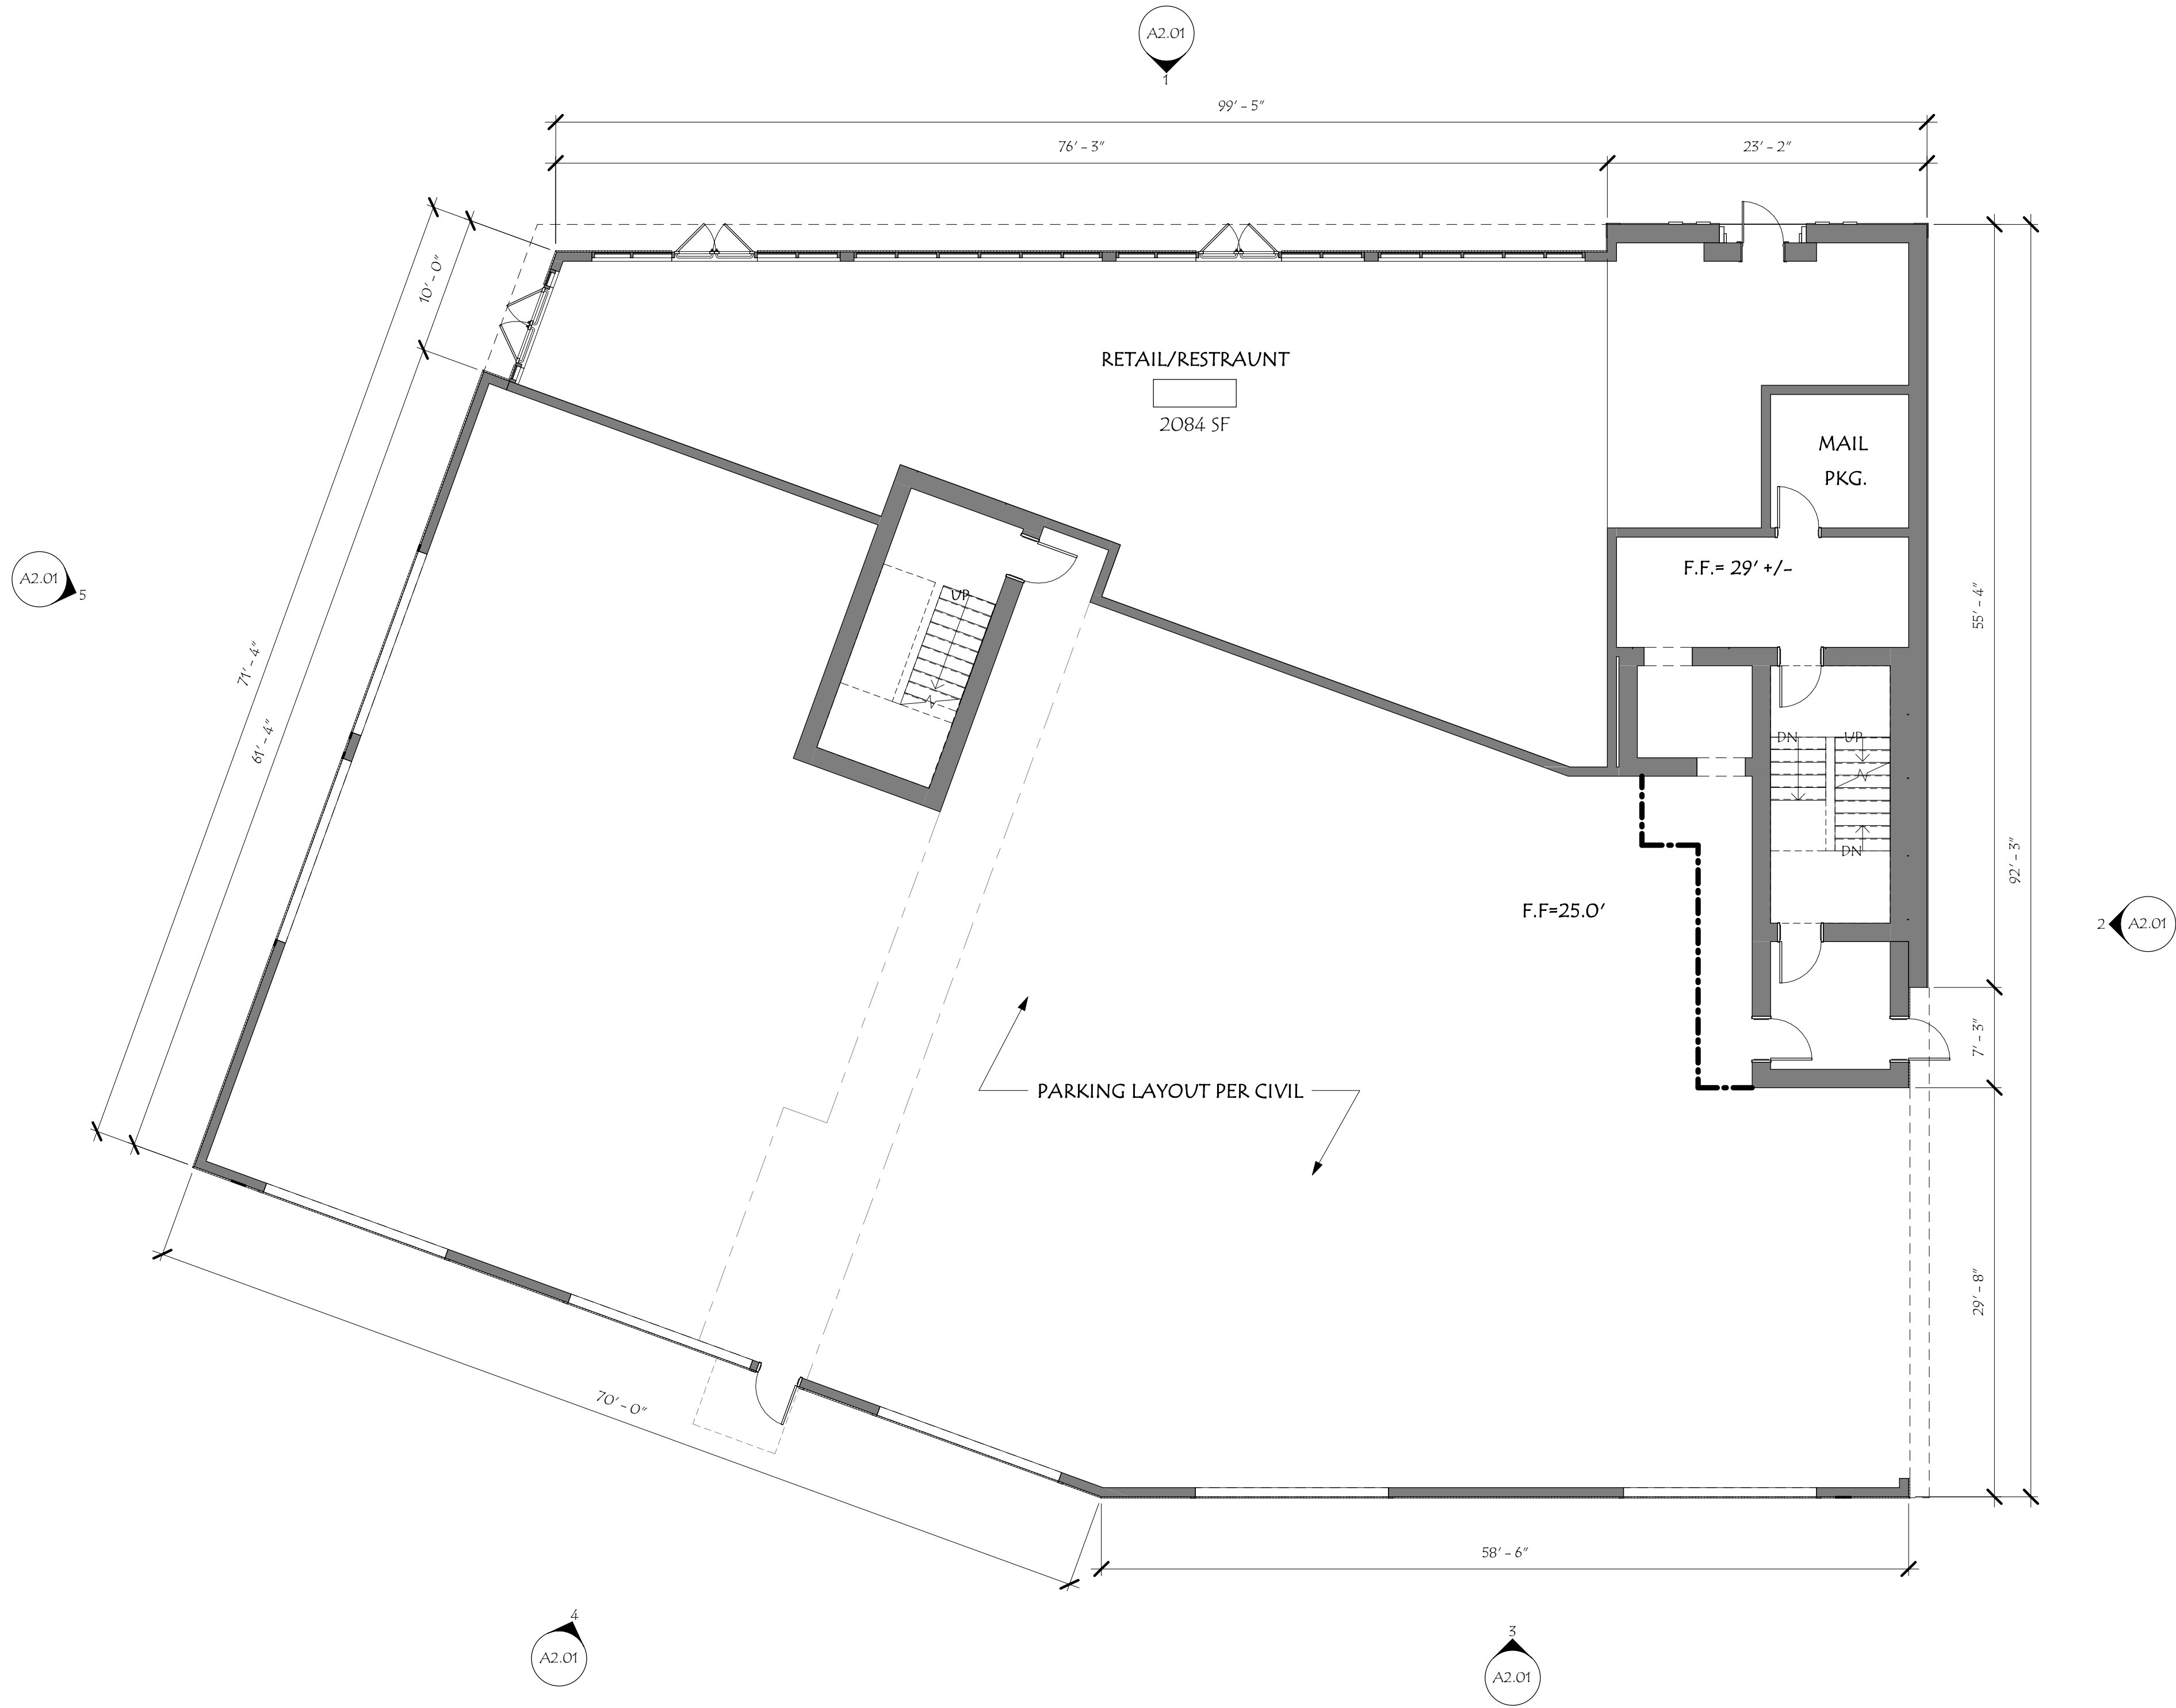 A2.01
1
99' - 5"
76' - 3"
23' - 2"
10' - 0"
RETAIL/RESTRAUNT
2084 SF
MAIL
PKG.
F.F.= 29' +/-
A2.01
5
UP
55' - 4"
71' - 4"
61' - 4"
DN
UP
DN
92' - 3"
F.F=25.0'
2
A2.01
7' - 3"
PARKING LAYOUT PER CIVIL
29' - 8"
70' - 0"
58' - 6"
4
A2.01
3
A2.01